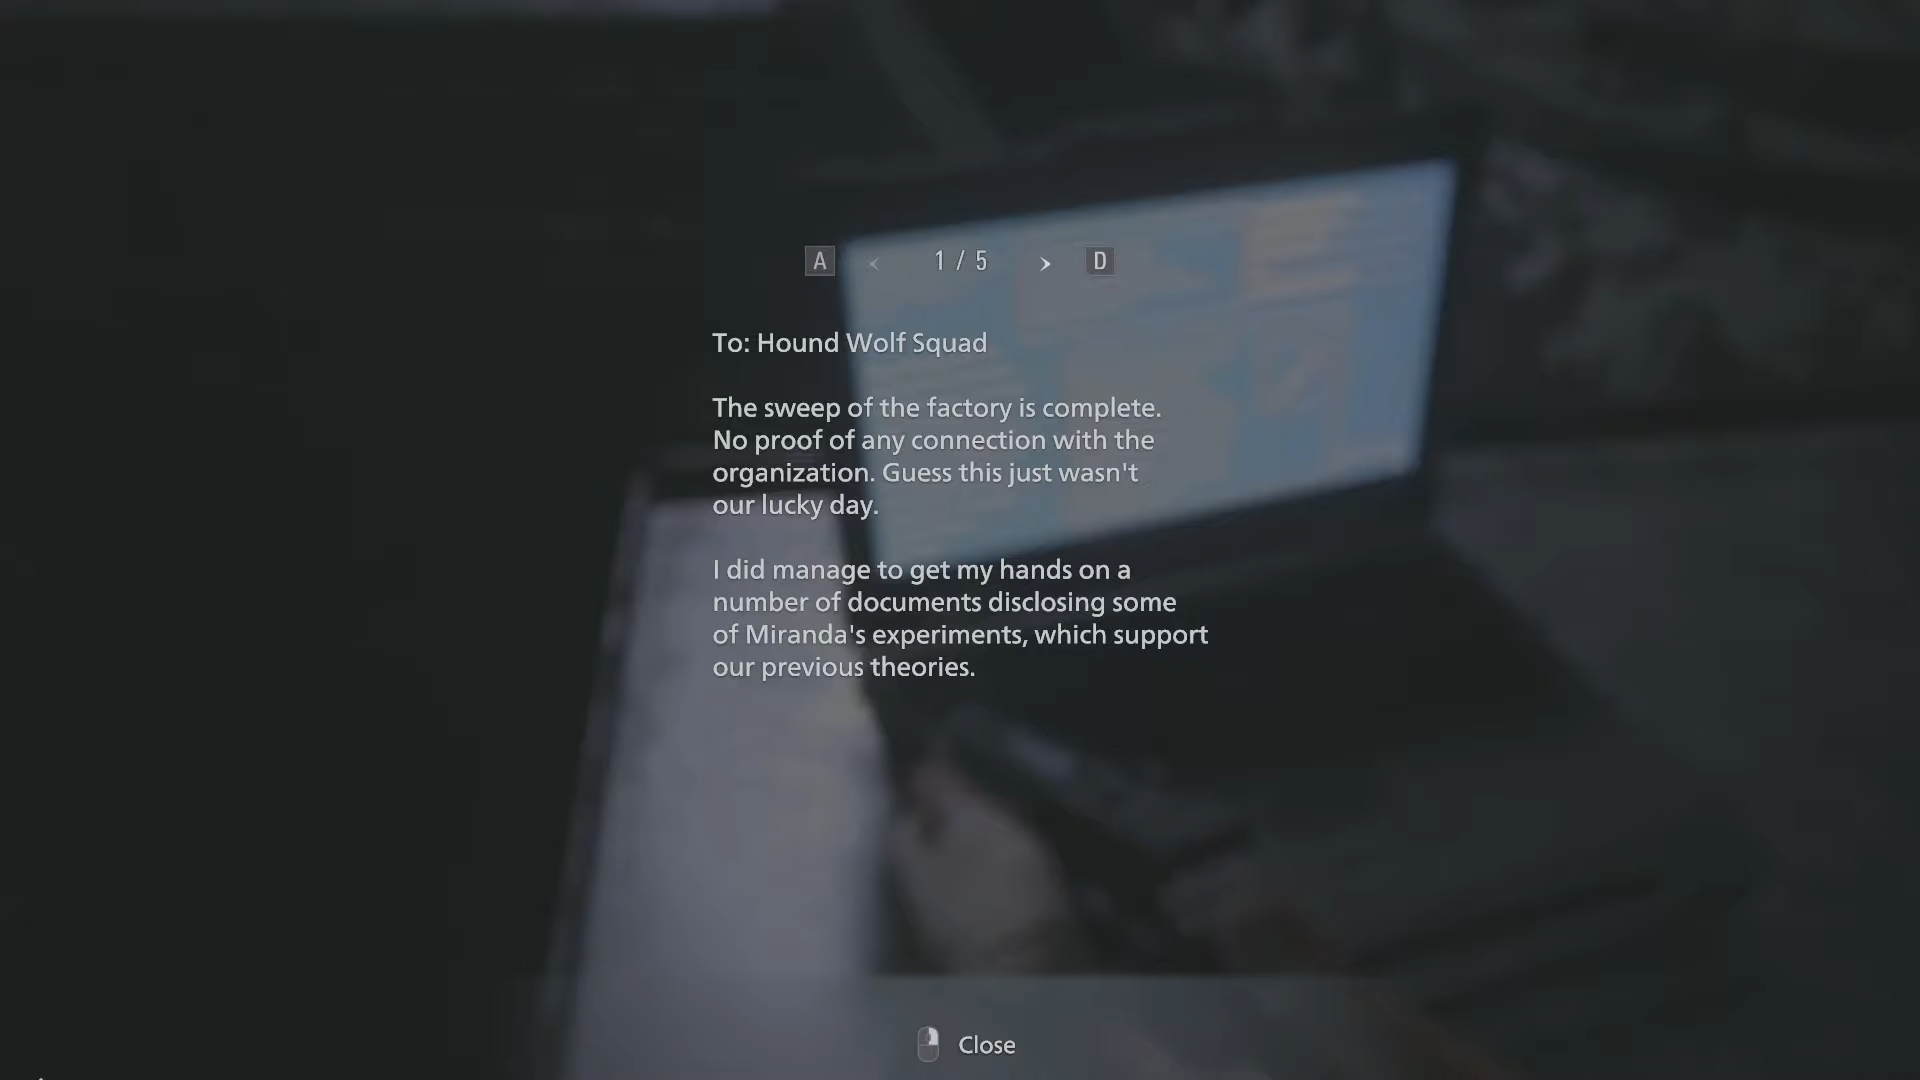 A < 1 / 5 > D
To: Hound Wolf Squad
The sweep of the factory is complete.
No proof of any connection with the
organization. Guess this just wasn't
our lucky day.
I did manage to get my hands on a
number of documents disclosing some
of Miranda's experiments, which support
our previous theories.
Close